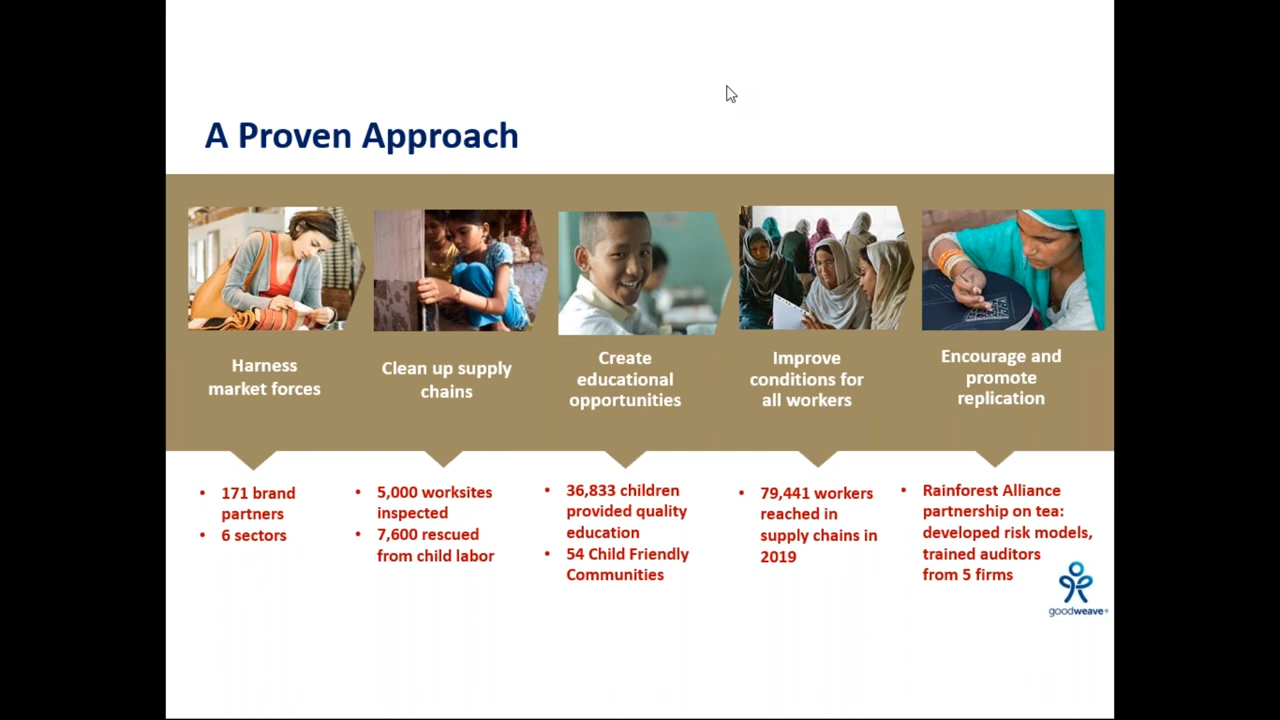 A Proven Approach
Harness
market forces
Clean up supply
chains
Create
educational
opportunities
Improve
conditions for
all workers
Encourage and
promote
replication
• 171 brand
partners
• 6 sectors
• 5,000 worksites
inspected
• 7,600 rescued
from child labor
• 36,833 children
provided quality
education
• 54 Child Friendly
Communities
• 79,441 workers
reached in
supply chains in
2019
• Rainforest Alliance
partnership on tea:
developed risk models,
trained auditors
from 5 firms
goodweave®